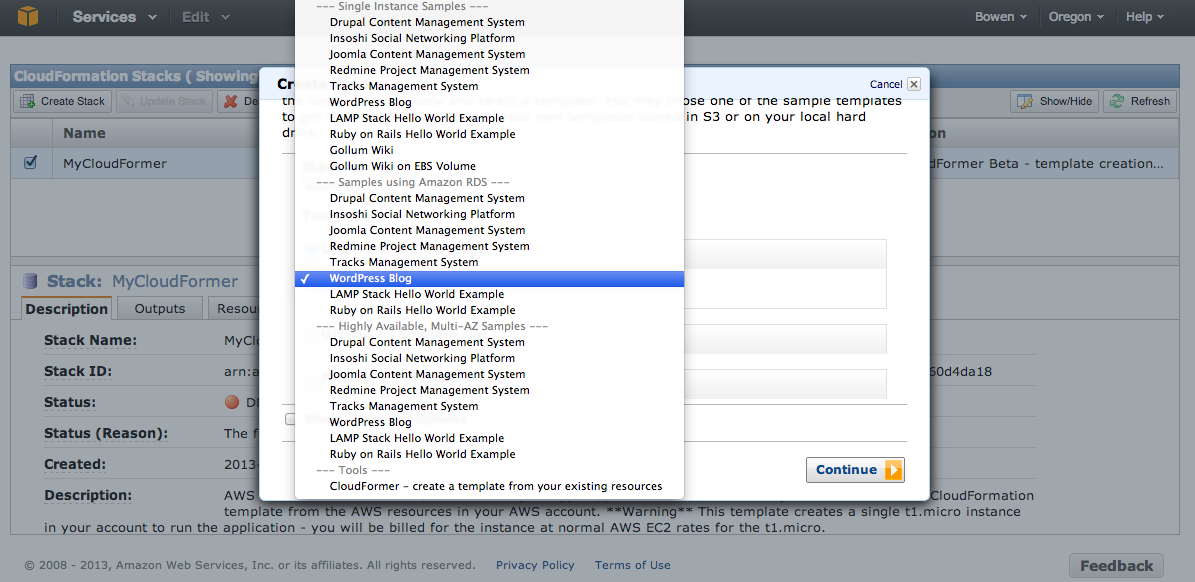 Services
Edit
Bowen
Oregon
Help
CloudFormation Stacks ( Showing
Create Stack
Update Stack
De
Show/Hide
Refresh
Name
on
MyCloudFormer
dFormer Beta - template creation...
Cr
Cancel
ose one of the sample templates
to
in S3 or on your local hard
--- Single Instance Samples ---
Drupal Content Management System
Insoshi Social Networking Platform
Joomla Content Management System
Redmine Project Management System
Tracks Management System
WordPress Blog
LAMP Stack Hello World Example
Ruby on Rails Hello World Example
Gollum Wiki
Gollum Wiki on EBS Volume
--- Samples using Amazon RDS ---
Drupal Content Management System
Insoshi Social Networking Platform
Joomla Content Management System
Redmine Project Management System
Tracks Management System
WordPress Blog
LAMP Stack Hello World Example
Ruby on Rails Hello World Example
--- Highly Available, Multi-AZ Samples ---
Drupal Content Management System
Insoshi Social Networking Platform
Joomla Content Management System
Redmine Project Management System
Tracks Management System
WordPress Blog
LAMP Stack Hello World Example
Ruby on Rails Hello World Example
--- Tools ---
CloudFormer - create a template from your existing resources
Continue
Stack: MyCloudFormer
Description
Outputs
Resou
Stack Name: MyCl
Stack ID: arn:a
60d4da18
Status: DE
Status (Reason): The f
Created: 2013-
Description: AWS
CloudFormation
template from the AWS resources in your AWS account. **Warning** This template creates a single t1.micro instance
in your account to run the application - you will be billed for the instance at normal AWS EC2 rates for the t1.micro.
© 2008 - 2013, Amazon Web Services, Inc. or its affiliates. All rights reserved.
Privacy Policy
Terms of Use
Feedback